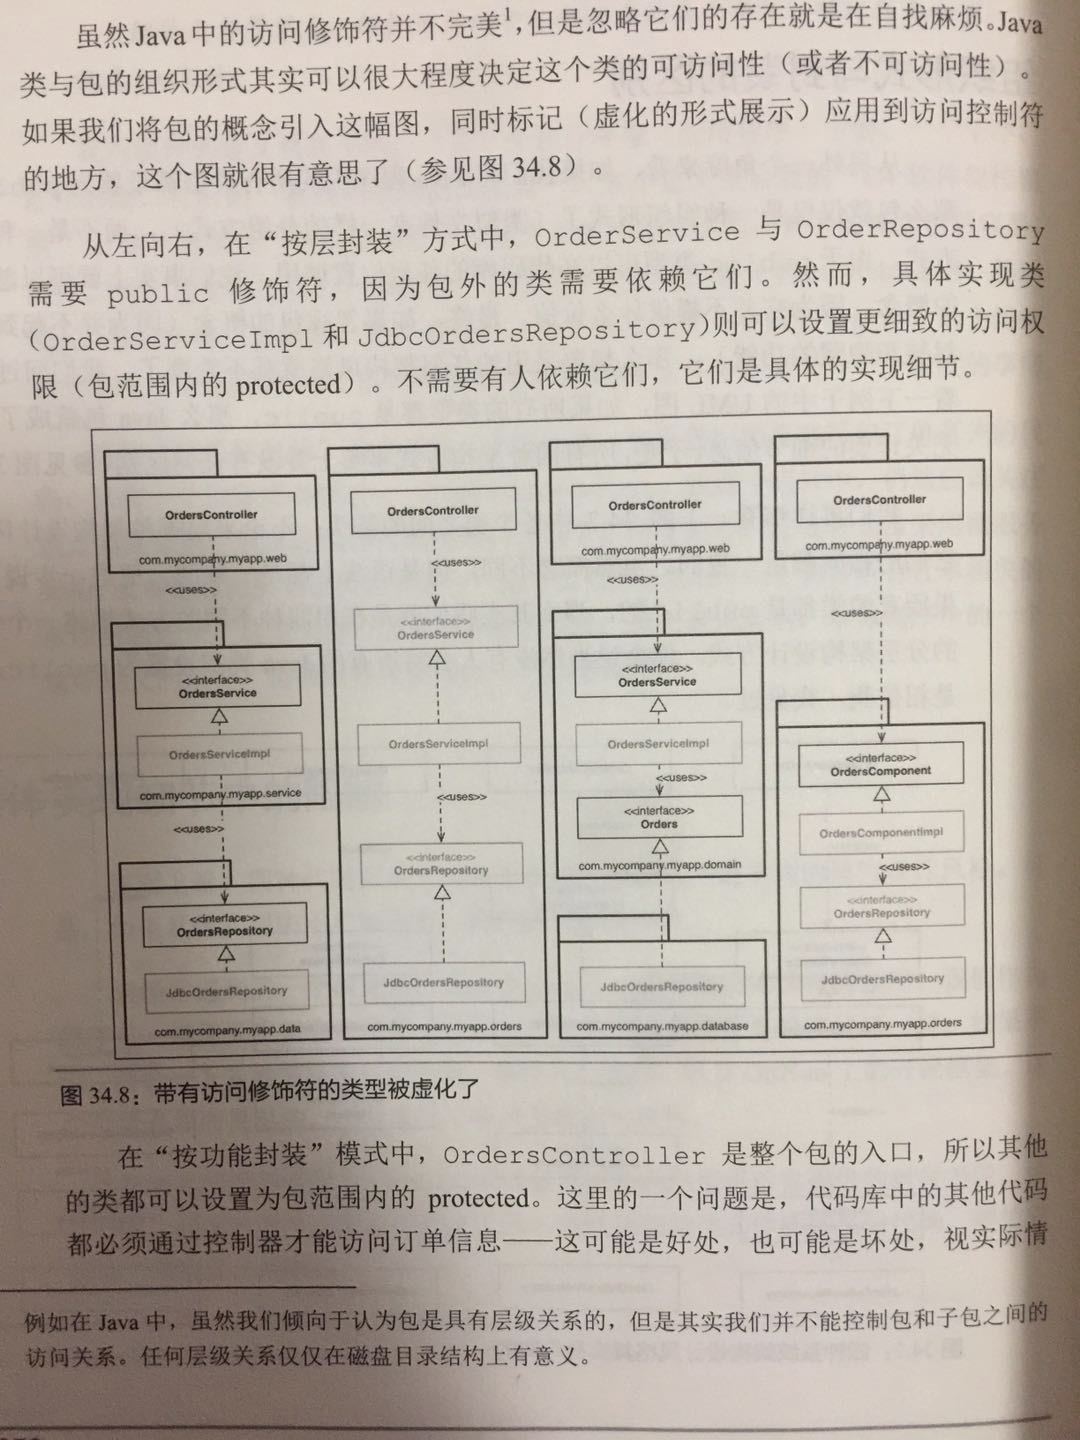 虽然Java中的访问修饰符并不完美1,但是忽略它们的存在就是在自找麻烦。Java
类与包的组织形式其实可以很大程度决定这个类的可访问性（或者不可访问性）。
如果我们将包的概念引入这幅图，同时标记（虚化的形式展示）应用到访问控制符
的地方，这个图就很有意思了（参见图 34.8）。
从左向右，在“按层封装”方式中，OrderService 与 OrderRepository
需要 public 修饰符，因为包外的类需要依赖它们。然而，具体实现类
(OrderServiceImpl 和 JdbcOrdersRepository)则可以设置更细致的访问权
限（包范围内的 protected）。不需要有人依赖它们，它们是具体的实现细节。
OrdersController
com.mycompany.myapp.web
<<uses>>
<<interface>>
OrdersService
OrdersServiceImpl
com.mycompany.myapp.service
<<uses>>
<<interface>>
OrdersRepository
JdbcOrdersRepository
com.mycompany.myapp.data
OrdersController
<<uses>>
<<interface>>
OrdersService
OrdersServiceImpl
<<uses>>
<<interface>>
OrdersRepository
JdbcOrdersRepository
com.mycompany.myapp.orders
OrdersController
com.mycompany.myapp.web
<<uses>>
<<interface>>
OrdersService
OrdersServiceImpl
<<uses>>
<<interface>>
Orders
com.mycompany.myapp.domain
JdbcOrdersRepository
com.mycompany.myapp.database
OrdersController
com.mycompany.myapp.web
<<uses>>
<<interface>>
OrdersComponent
OrdersComponentImpl
<<uses>>
<<interface>>
OrdersRepository
JdbcOrdersRepository
com.mycompany.myapp.orders
图 34.8：带有访问修饰符的类型被虚化了
在“按功能封装”模式中，OrdersController 是整个包的入口，所以其他
的类都可以设置为包范围内的 protected。这里的一个问题是，代码库中的其他代码
都必须通过控制器才能访问订单信息——这可能是好处，也可能是坏处，视实际情
例如在 Java 中，虽然我们倾向于认为包是具有层级关系的，但是其实我们并不能控制包和子包之间的
访问关系。任何层级关系仅仅在磁盘目录结构上有意义。